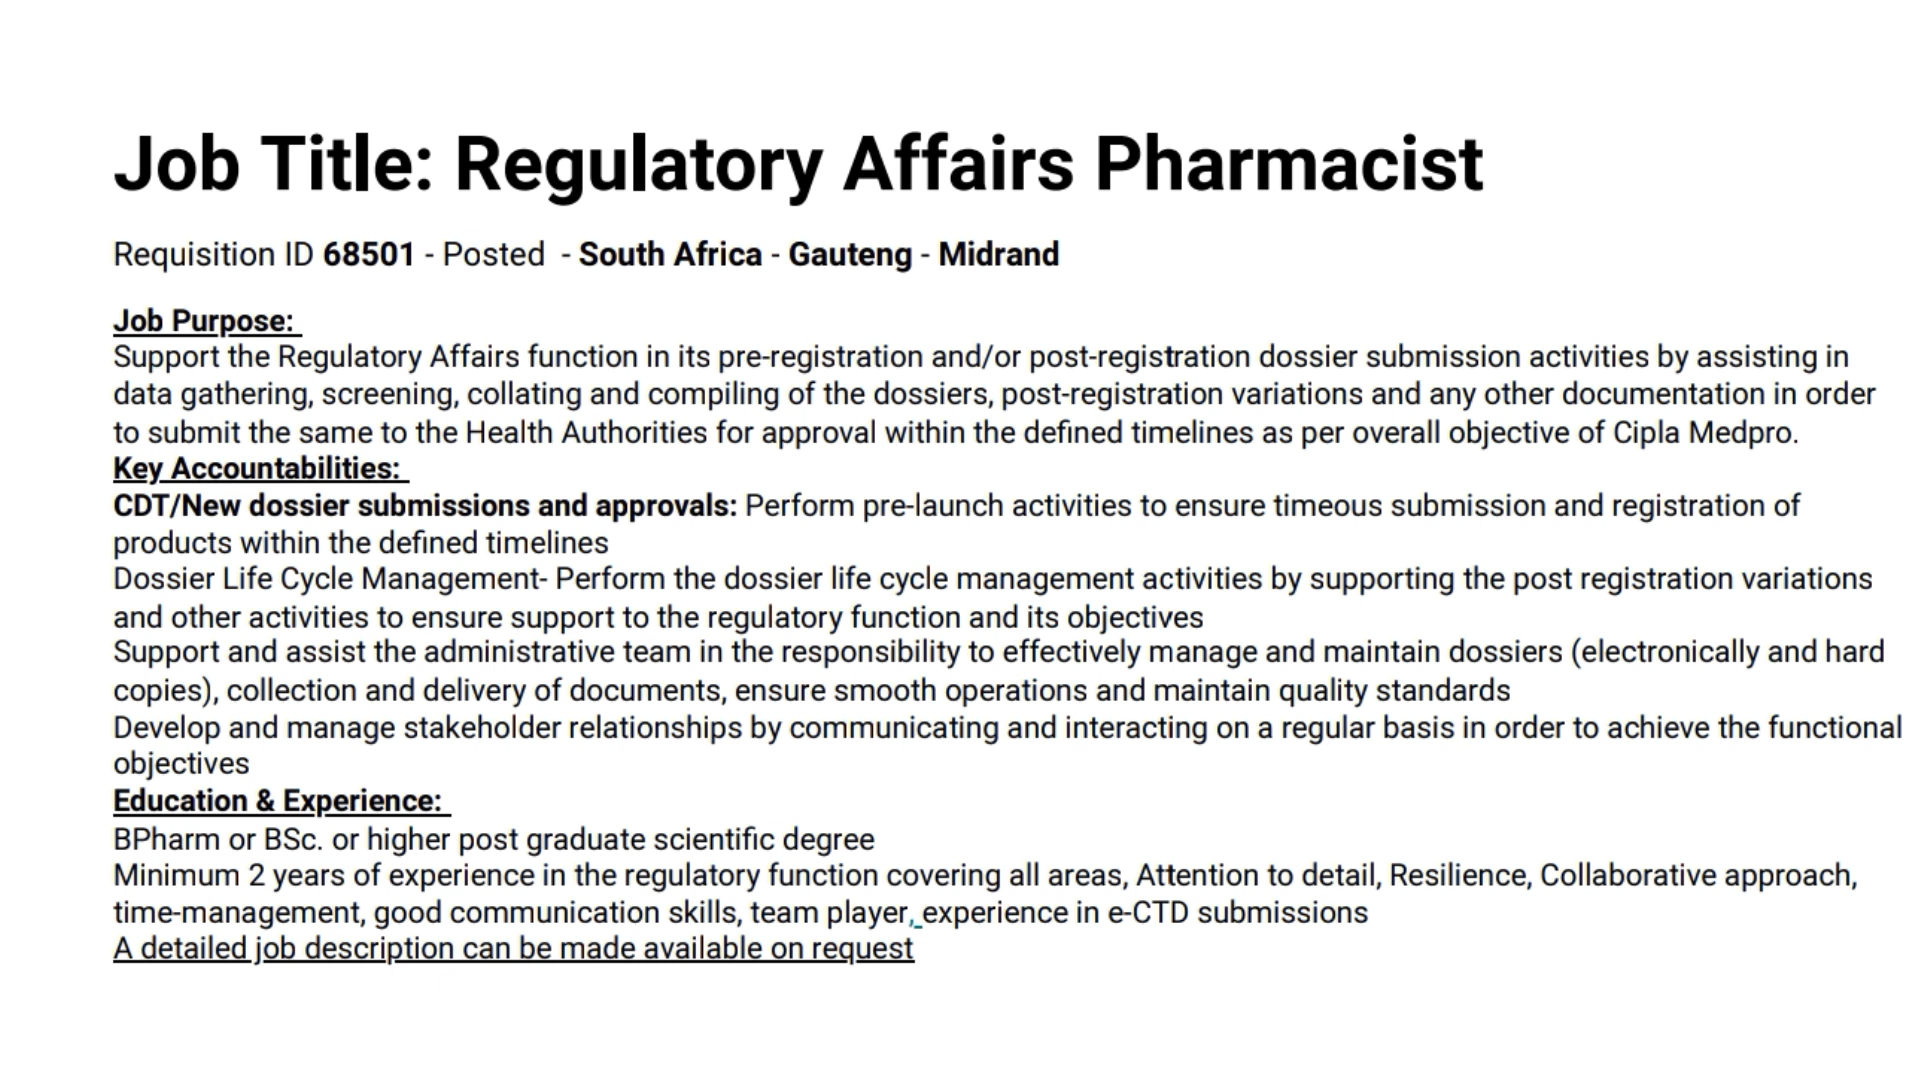 Job Title: Regulatory Affairs Pharmacist
Requisition ID 68501 - Posted - South Africa - Gauteng - Midrand
Job Purpose:
Support the Regulatory Affairs function in its pre-registration and/or post-registration dossier submission activities by assisting in
data gathering, screening, collating and compiling of the dossiers, post-registration variations and any other documentation in order
to submit the same to the Health Authorities for approval within the defined timelines as per overall objective of Cipla Medpro.
Key Accountabilities:
CDT/New dossier submissions and approvals: Perform pre-launch activities to ensure timeous submission and registration of
products within the defined timelines
Dossier Life Cycle Management- Perform the dossier life cycle management activities by supporting the post registration variations
and other activities to ensure support to the regulatory function and its objectives
Support and assist the administrative team in the responsibility to effectively manage and maintain dossiers (electronically and hard
copies), collection and delivery of documents, ensure smooth operations and maintain quality standards
Develop and manage stakeholder relationships by communicating and interacting on a regular basis in order to achieve the functional
objectives
Education & Experience:
BPharm or BSc. or higher post graduate scientific degree
Minimum 2 years of experience in the regulatory function covering all areas, Attention to detail, Resilience, Collaborative approach,
time-management, good communication skills, team player, experience in e-CTD submissions
A detailed job description can be made available on request